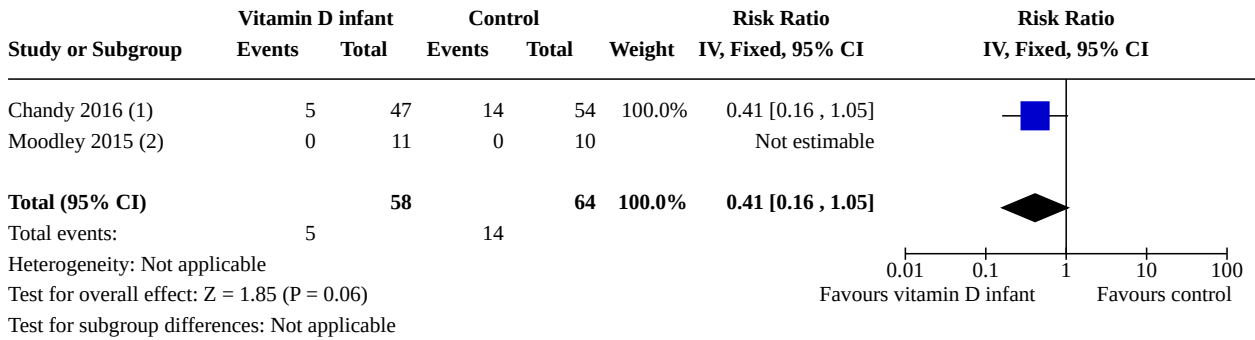 Vitamin D infant Control Risk Ratio Risk Ratio
Study or Subgroup Events Total Events Total Weight IV, Fixed, 95% CI IV, Fixed, 95% CI
Chandy 2016 (1) 5 47 14 54 100.0% 0.41 [0.16 , 1.05]
Moodley 2015 (2) 0 11 0 10 Not estimable
Total (95% CI) 58 64 100.0% 0.41 [0.16 , 1.05]
Total events: 5 14
Heterogeneity: Not applicable
0.01 0.1 1 10 100
Test for overall effect: Z = 1.85 (P = 0.06)
Favours vitamin D infant Favours control
Test for subgroup differences: Not applicable